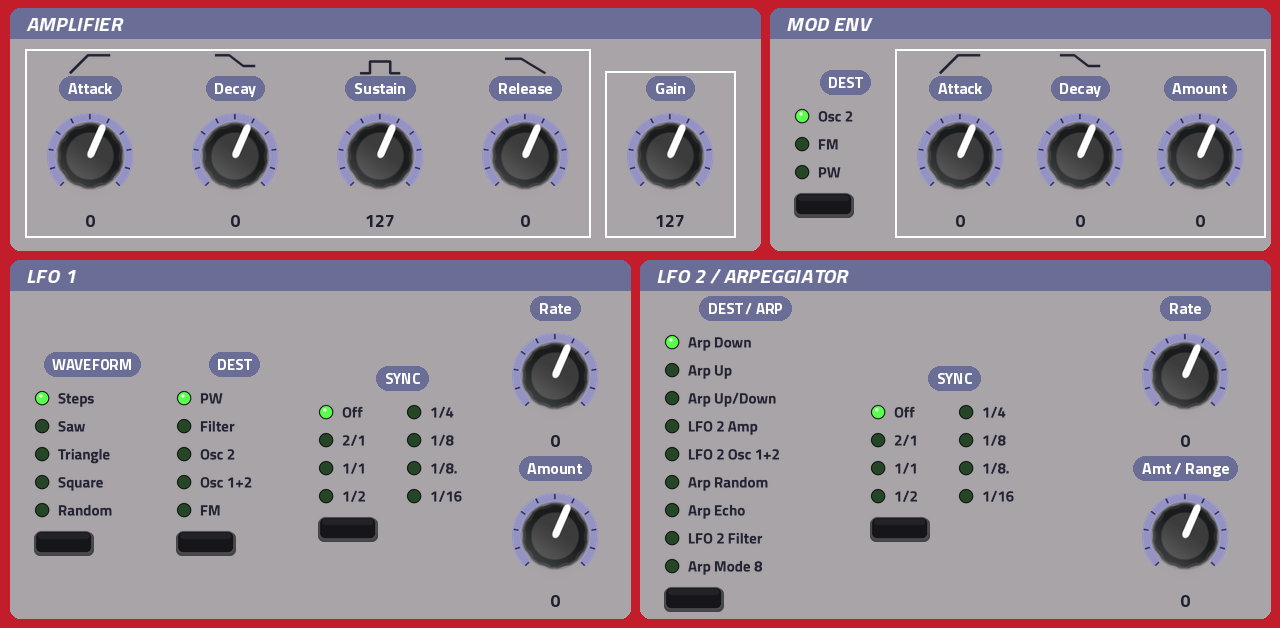 AMPLIFIER
Attack Decay Sustain Release Gain
0 0 127 0 127
MOD ENV
DEST
Osc 2
FM
PW
Attack Decay Amount
0 0 0
LFO 1
WAVEFORM
Steps
Saw
Triangle
Square
Random
DEST
PW
Filter
Osc 2
Osc 1+2
FM
SYNC
Off 1/4
2/1 1/8
1/1 1/8.
1/2 1/16
Rate
0
Amount
0
LFO 2 / ARPEGGIATOR
DEST / ARP
Arp Down
Arp Up
Arp Up/Down
LFO 2 Amp
LFO 2 Osc 1+2
Arp Random
Arp Echo
LFO 2 Filter
Arp Mode 8
SYNC
Off 1/4
2/1 1/8
1/1 1/8.
1/2 1/16
Rate
0
Amt / Range
0